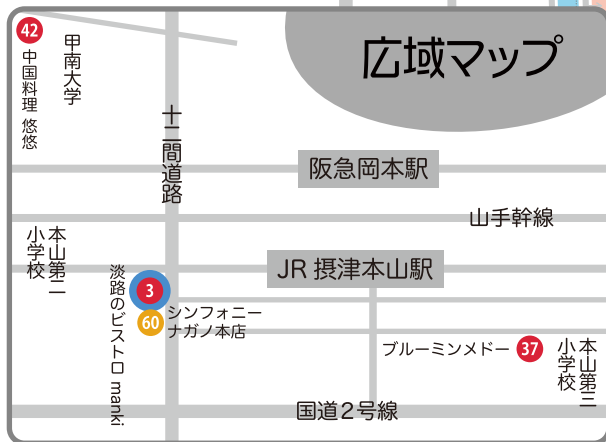 広域マップ
42
中国料理 悠悠
甲南大学
十二間道路
阪急岡本駅
山手幹線
本山第二
小学校
JR 摂津本山駅
淡路のビストロ manki
3
60
シンフォニー
ナガノ本店
ブルーミンメドー
37
本山第三
小学校
国道2号線